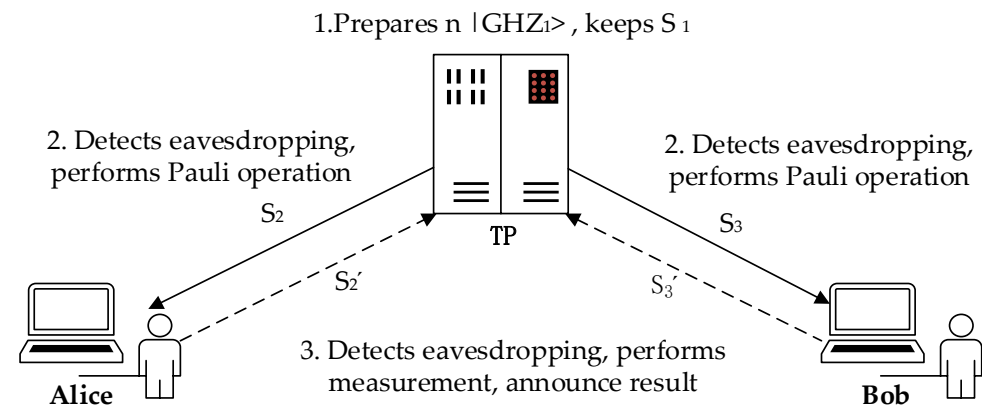 1.Prepares n |GHZ₁> , keeps S ₁
2. Detects eavesdropping,
performs Pauli operation
2. Detects eavesdropping,
performs Pauli operation
S₂
S₃
TP
S₂′
S₃′
3. Detects eavesdropping, performs
measurement, announce result
Alice
Bob